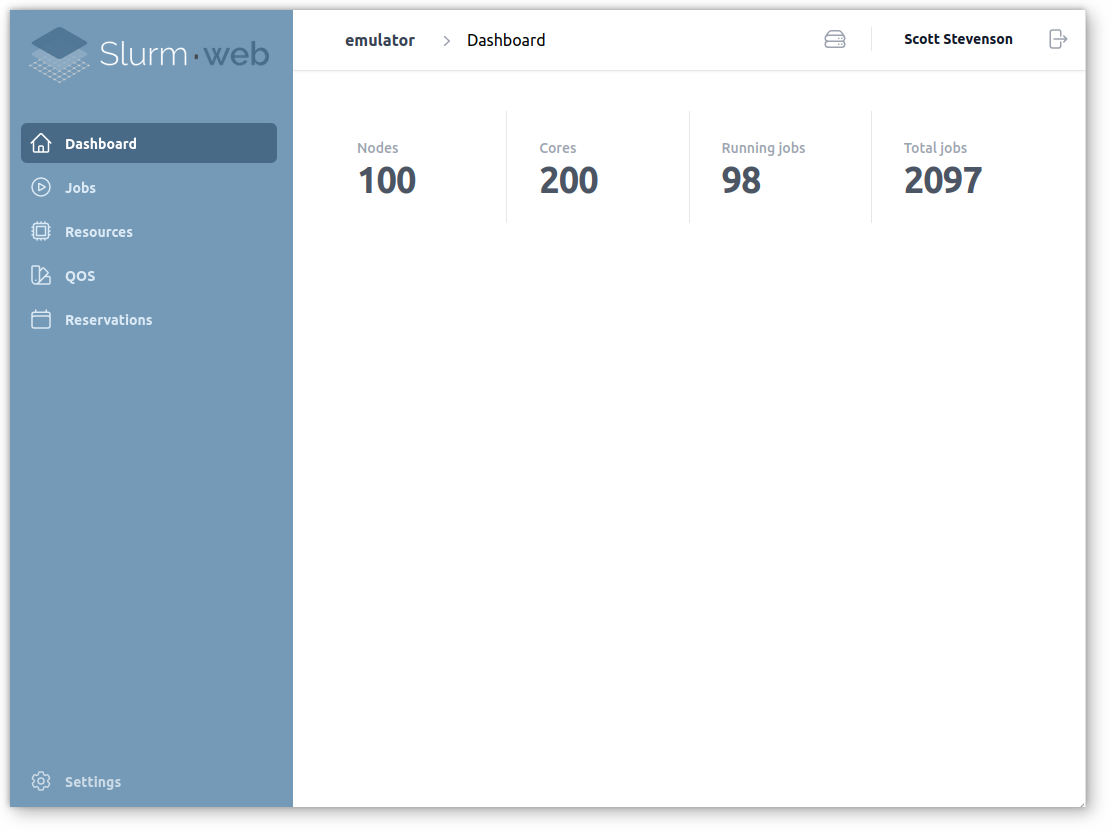 Slurm·web
emulator > Dashboard
Scott Stevenson
Dashboard
Jobs
Resources
QOS
Reservations
Settings
Nodes
100
Cores
200
Running jobs
98
Total jobs
2097